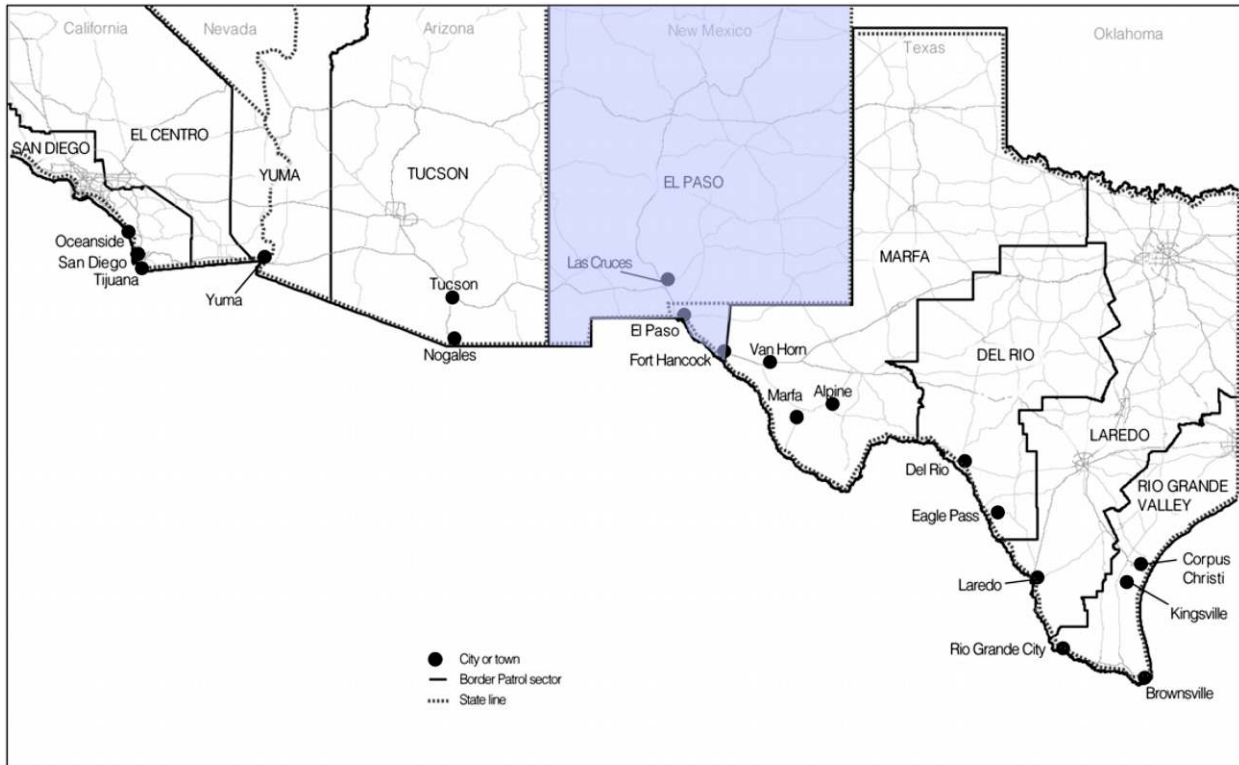 California
Nevada
Arizona
New Mexico
Texas
Oklahoma
SAN DIEGO
EL CENTRO
YUMA
TUCSON
EL PASO
MARFA
DEL RIO
LAREDO
RIO GRANDE
VALLEY
Oceanside
San Diego
Tijuana
Yuma
Tucson
Nogales
Las Cruces
El Paso
Fort Hancock
Van Horn
Marfa
Alpine
Del Rio
Eagle Pass
Laredo
Corpus
Christi
Kingsville
Rio Grande City
Brownsville
City or town
Border Patrol sector
State line